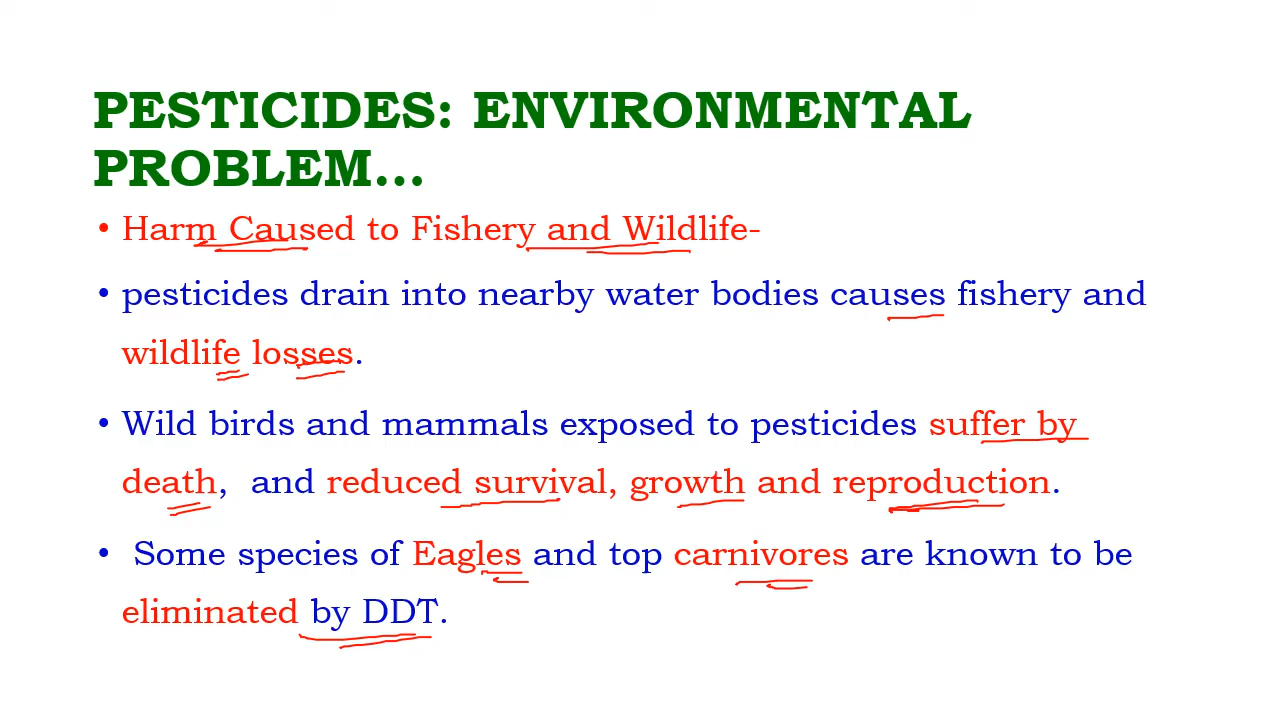 PESTICIDES: ENVIRONMENTAL
PROBLEM...
• Harm Caused to Fishery and Wildlife-
• pesticides drain into nearby water bodies causes fishery and
wildlife losses.
• Wild birds and mammals exposed to pesticides suffer by
death, and reduced survival, growth and reproduction.
• Some species of Eagles and top carnivores are known to be
eliminated by DDT.